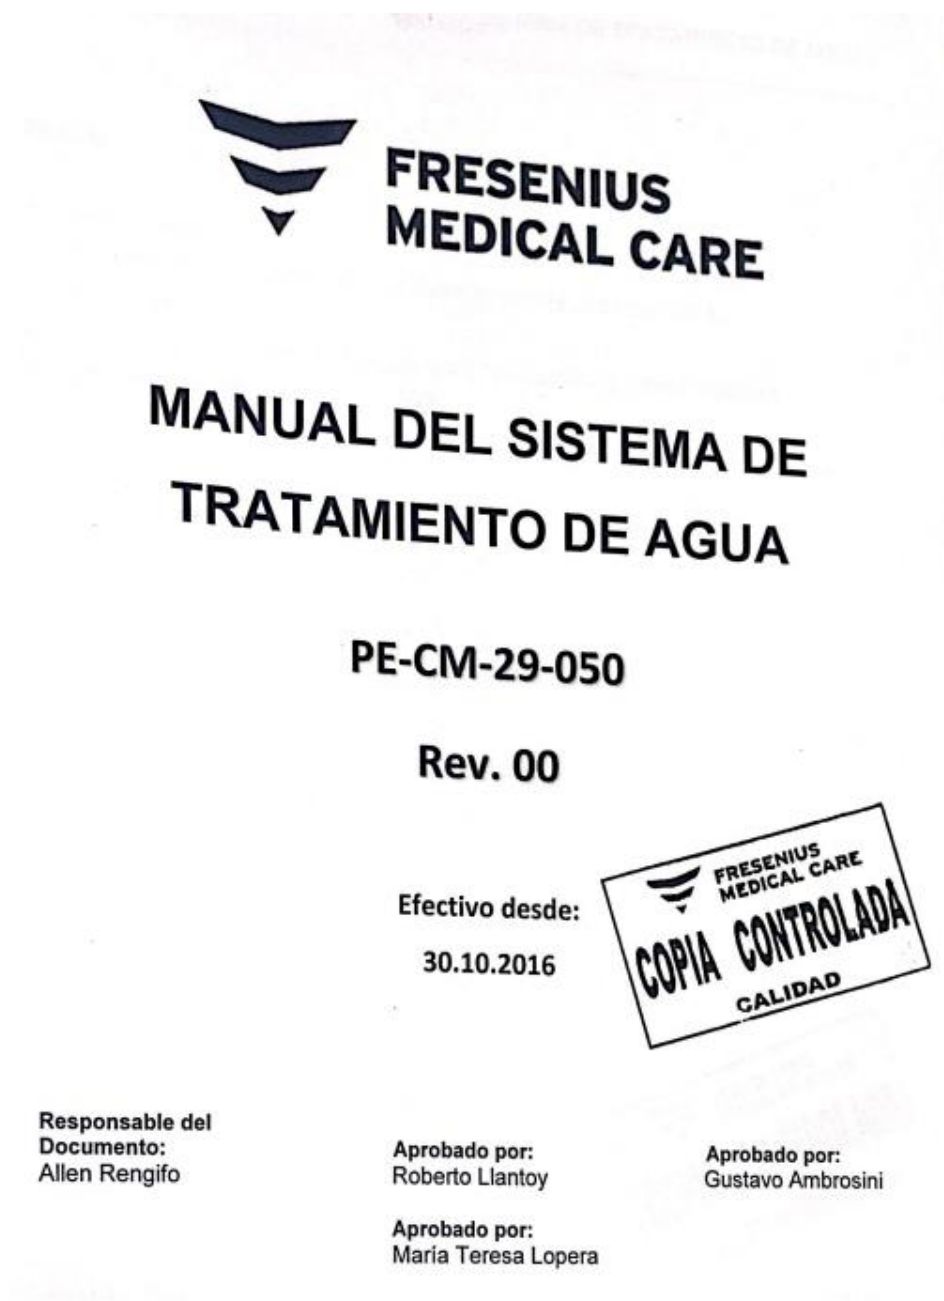 FRESENIUS
MEDICAL CARE
MANUAL DEL SISTEMA DE
TRATAMIENTO DE AGUA
PE-CM-29-050
Rev. 00
Efectivo desde:
30.10.2016
FRESENIUS
MEDICAL CARE
COPIA CONTROLADA
CALIDAD
Responsable del
Documento:
Allen Rengifo
Aprobado por:
Roberto Llantoy
Aprobado por:
Gustavo Ambrosini
Aprobado por:
María Teresa Lopera